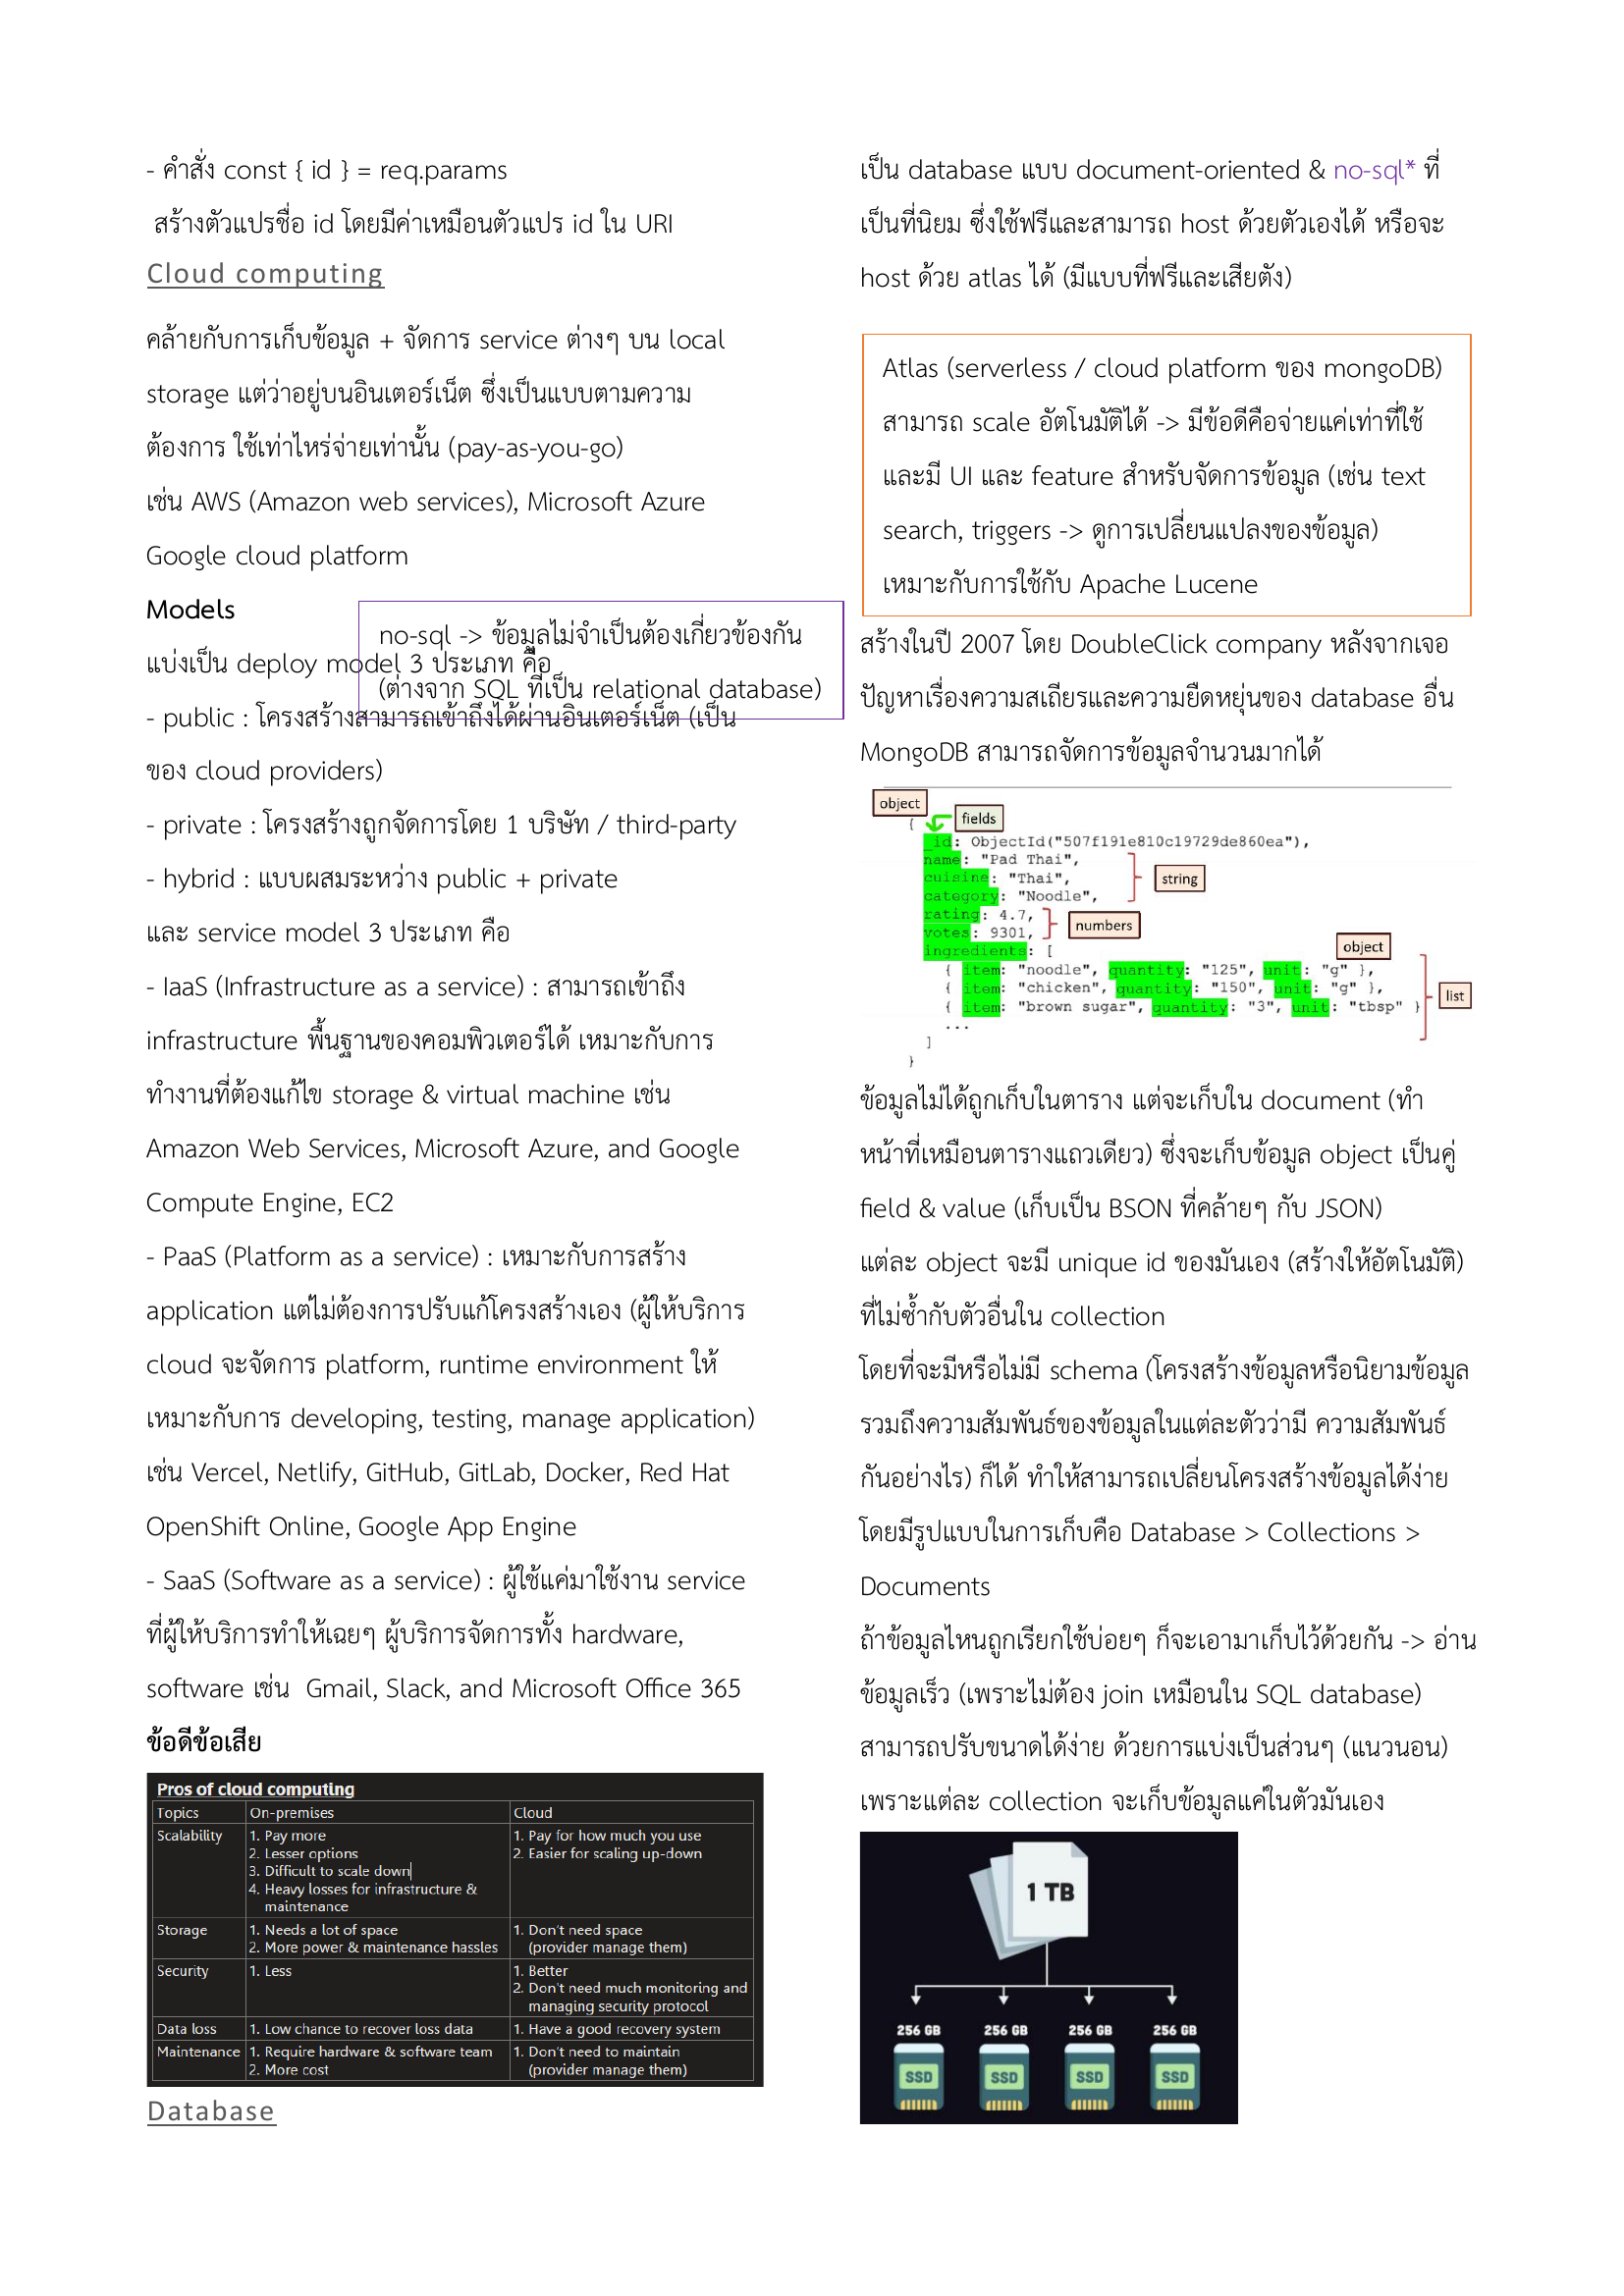 - คำสั่ง const { id } = req.params
สร้างตัวแปรชื่อ id โดยมีค่าเหมือนตัวแปร id ใน URI
Cloud computing
คล้ายกับการเก็บข้อมูล + จัดการ service ต่างๆ บน local
storage แต่ว่าอยู่บนอินเตอร์เน็ต ซึ่งเป็นแบบตามความ
ต้องการ ใช้เท่าไหร่จ่ายเท่านั้น (pay-as-you-go)
เช่น AWS (Amazon web services), Microsoft Azure
Google cloud platform
Models
แบ่งเป็น deploy model 3 ประเภท คือ
- public : โครงสร้างสามารถเข้าถึงได้ผ่านอินเตอร์เน็ต (เป็น
ของ cloud providers)
- private : โครงสร้างถูกจัดการโดย 1 บริษัท / third-party
- hybrid : แบบผสมระหว่าง public + private
และ service model 3 ประเภท คือ
- IaaS (Infrastructure as a service) : สามารถเข้าถึง
infrastructure พื้นฐานของคอมพิวเตอร์ได้ เหมาะกับการ
ทำงานที่ต้องแก้ไข storage & virtual machine เช่น
Amazon Web Services, Microsoft Azure, and Google
Compute Engine, EC2
- PaaS (Platform as a service) : เหมาะกับการสร้าง
application แต่ไม่ต้องการปรับแก้โครงสร้างเอง (ผู้ให้บริการ
cloud จะจัดการ platform, runtime environment ให้
เหมาะกับการ developing, testing, manage application)
เช่น Vercel, Netlify, GitHub, GitLab, Docker, Red Hat
OpenShift Online, Google App Engine
- SaaS (Software as a service) : ผู้ใช้แค่มาใช้งาน service
ที่ผู้ให้บริการทำให้เฉยๆ ผู้บริการจัดการทั้ง hardware,
software เช่น  Gmail, Slack, and Microsoft Office 365
ข้อดีข้อเสีย
Pros of cloud computing
Topics On-premises Cloud
Scalability 1. Pay more 1. Pay for how much you use
2. Lesser options 2. Easier for scaling up-down
3. Difficult to scale down
4. Heavy losses for infrastructure &
maintenance
Storage 1. Needs a lot of space 1. Don't need space
2. More power & maintenance hassles (provider manage them)
Security 1. Less 1. Better
2. Don't need much monitoring and
managing security protocol
Data loss 1. Low chance to recover loss data 1. Have a good recovery system
Maintenance 1. Require hardware & software team 1. Don't need to maintain
2. More cost (provider manage them)
Database
no-sql -> ข้อมูลไม่จำเป็นต้องเกี่ยวข้องกัน
(ต่างจาก SQL ที่เป็น relational database)
เป็น database แบบ document-oriented & no-sql* ที่
เป็นที่นิยม ซึ่งใช้ฟรีและสามารถ host ด้วยตัวเองได้ หรือจะ
host ด้วย atlas ได้ (มีแบบที่ฟรีและเสียตัง)
Atlas (serverless / cloud platform ของ mongoDB)
สามารถ scale อัตโนมัติได้ -> มีข้อดีคือจ่ายแค่เท่าที่ใช้
และมี UI และ feature สำหรับจัดการข้อมูล (เช่น text
search, triggers -> ดูการเปลี่ยนแปลงของข้อมูล)
เหมาะกับการใช้กับ Apache Lucene
สร้างในปี 2007 โดย DoubleClick company หลังจากเจอ
ปัญหาเรื่องความสเถียรและความยืดหยุ่นของ database อื่น
MongoDB สามารถจัดการข้อมูลจำนวนมากได้
object
{ fields
_id: ObjectId("507f191e810c19729de860ea"),
name: "Pad Thai",
cuisine: "Thai", string
category: "Noodle",
rating: 4.7,
votes: 9301, numbers
ingredients: [ object
{ item: "noodle", quantity: "125", unit: "g" },
{ item: "chicken", quantity: "150", unit: "g" }, list
{ item: "brown sugar", quantity: "3", unit: "tbsp" }
...
]
}
ข้อมูลไม่ได้ถูกเก็บในตาราง แต่จะเก็บใน document (ทำ
หน้าที่เหมือนตารางแถวเดียว) ซึ่งจะเก็บข้อมูล object เป็นคู่
field & value (เก็บเป็น BSON ที่คล้ายๆ กับ JSON)
แต่ละ object จะมี unique id ของมันเอง (สร้างให้อัตโนมัติ)
ที่ไม่ซ้ำกับตัวอื่นใน collection
โดยที่จะมีหรือไม่มี schema (โครงสร้างข้อมูลหรือนิยามข้อมูล
รวมถึงความสัมพันธ์ของข้อมูลในแต่ละตัวว่ามี ความสัมพันธ์
กันอย่างไร) ก็ได้ ทำให้สามารถเปลี่ยนโครงสร้างข้อมูลได้ง่าย
โดยมีรูปแบบในการเก็บคือ Database > Collections >
Documents
ถ้าข้อมูลไหนถูกเรียกใช้บ่อยๆ ก็จะเอามาเก็บไว้ด้วยกัน -> อ่าน
ข้อมูลเร็ว (เพราะไม่ต้อง join เหมือนใน SQL database)
สามารถปรับขนาดได้ง่าย ด้วยการแบ่งเป็นส่วนๆ (แนวนอน)
เพราะแต่ละ collection จะเก็บข้อมูลแค่ในตัวมันเอง
1 TB
256 GB 256 GB 256 GB 256 GB
SSD SSD SSD SSD